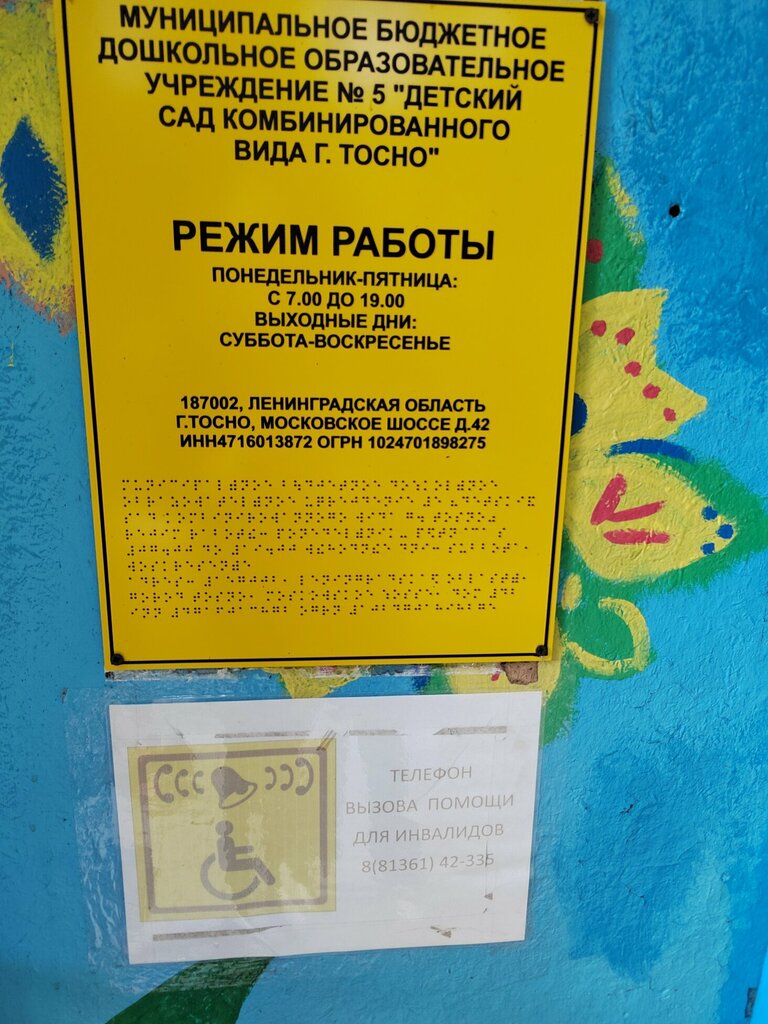 МУНИЦИПАЛЬНОЕ БЮДЖЕТНОЕ
ДОШКОЛЬНОЕ ОБРАЗОВАТЕЛЬНОЕ
УЧРЕЖДЕНИЕ № 5 "ДЕТСКИЙ
САД КОМБИНИРОВАННОГО
ВИДА Г. ТОСНО"
РЕЖИМ РАБОТЫ
ПОНЕДЕЛЬНИК-ПЯТНИЦА:
С 7.00 ДО 19.00
ВЫХОДНЫЕ ДНИ:
СУББОТА-ВОСКРЕСЕНЬЕ
187002, ЛЕНИНГРАДСКАЯ ОБЛАСТЬ
Г.ТОСНО, МОСКОВСКОЕ ШОССЕ Д.42
ИНН4716013872 ОГРН 1024701898275
ТЕЛЕФОН
ВЫЗОВА ПОМОЩИ
ДЛЯ ИНВАЛИДОВ
8(81361) 42-335